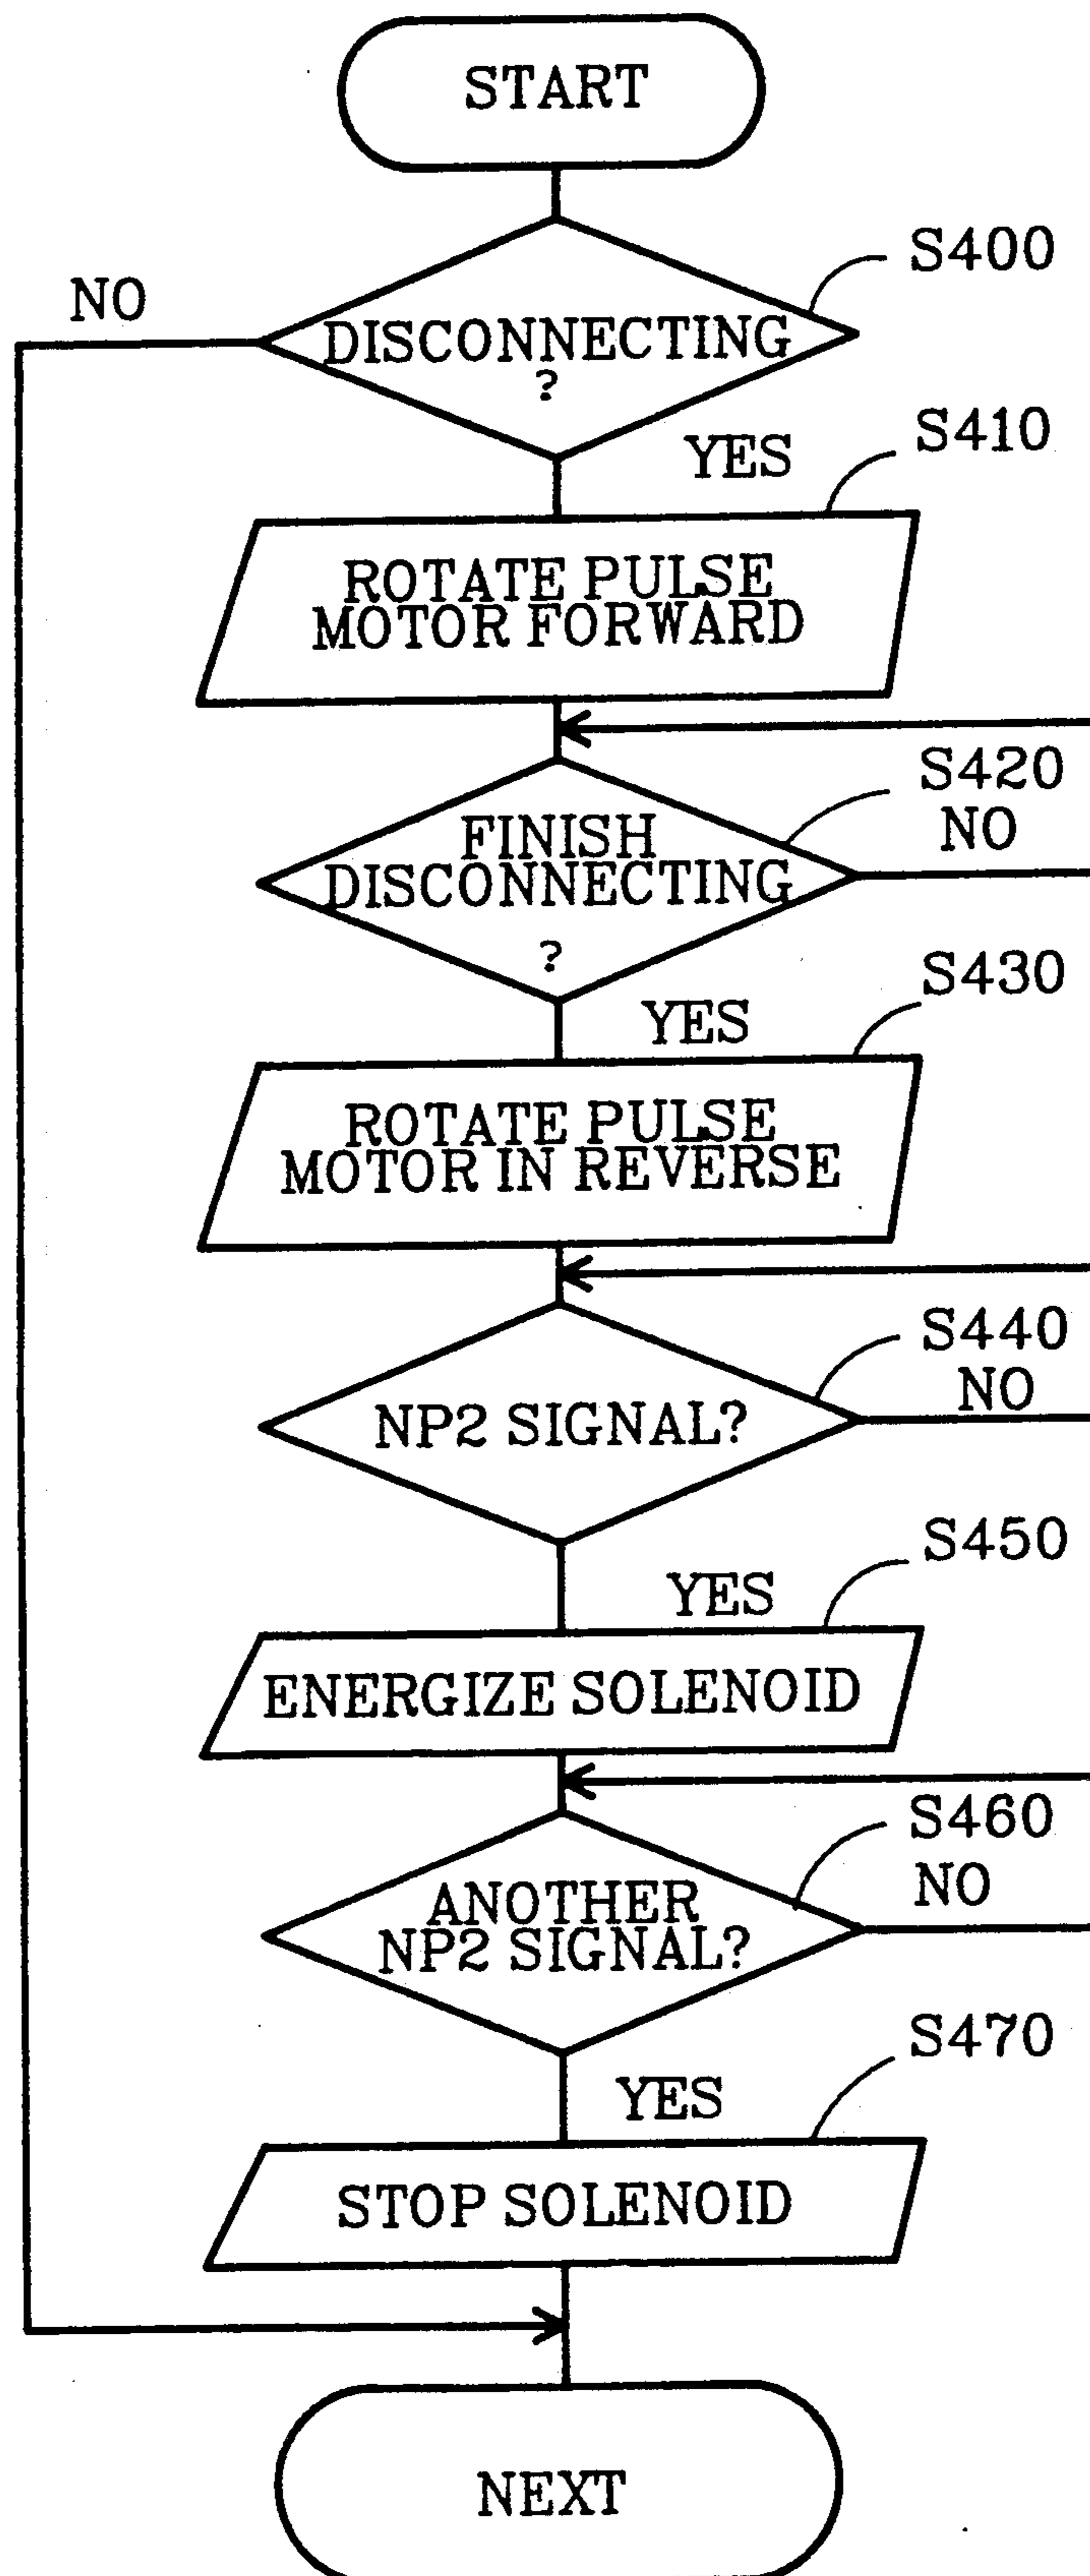 START
S400
NO
DISCONNECTING
?
YES
S410
ROTATE PULSE
MOTOR FORWARD
S420
NO
FINISH
DISCONNECTING
?
S430
YES
ROTATE PULSE
MOTOR IN REVERSE
S440
NO
NP2 SIGNAL?
S450
YES
ENERGIZE SOLENOID
S460
NO
ANOTHER
NP2 SIGNAL?
S470
YES
STOP SOLENOID
NEXT